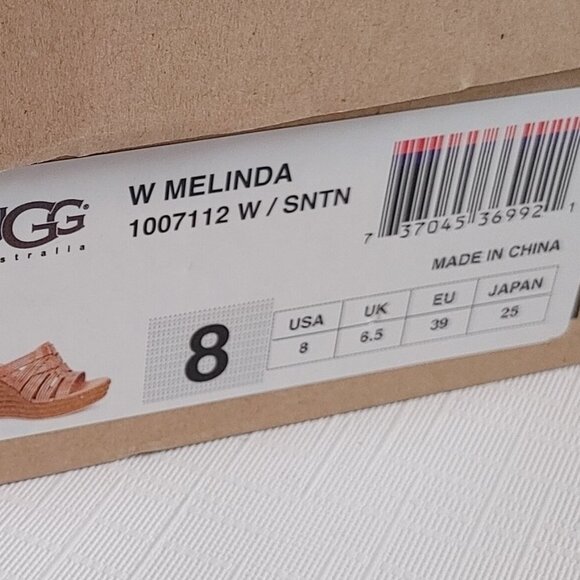 UGG
australia
W MELINDA
1007112 W / SNTN
7 37045 36992 1
MADE IN CHINA
8
USA UK EU JAPAN
8 6.5 39 25